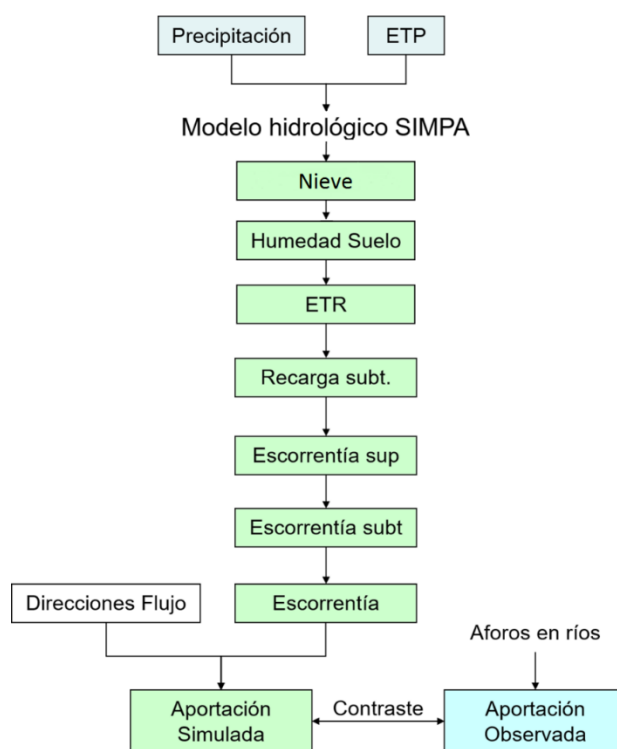 Precipitación
ETP
Modelo hidrológico SIMPA
Nieve
Humedad Suelo
ETR
Recarga subt.
Escorrentía sup
Escorrentía subt
Direcciones Flujo
Escorrentía
Aforos en ríos
Aportación
Simulada
Contraste
Aportación
Observada